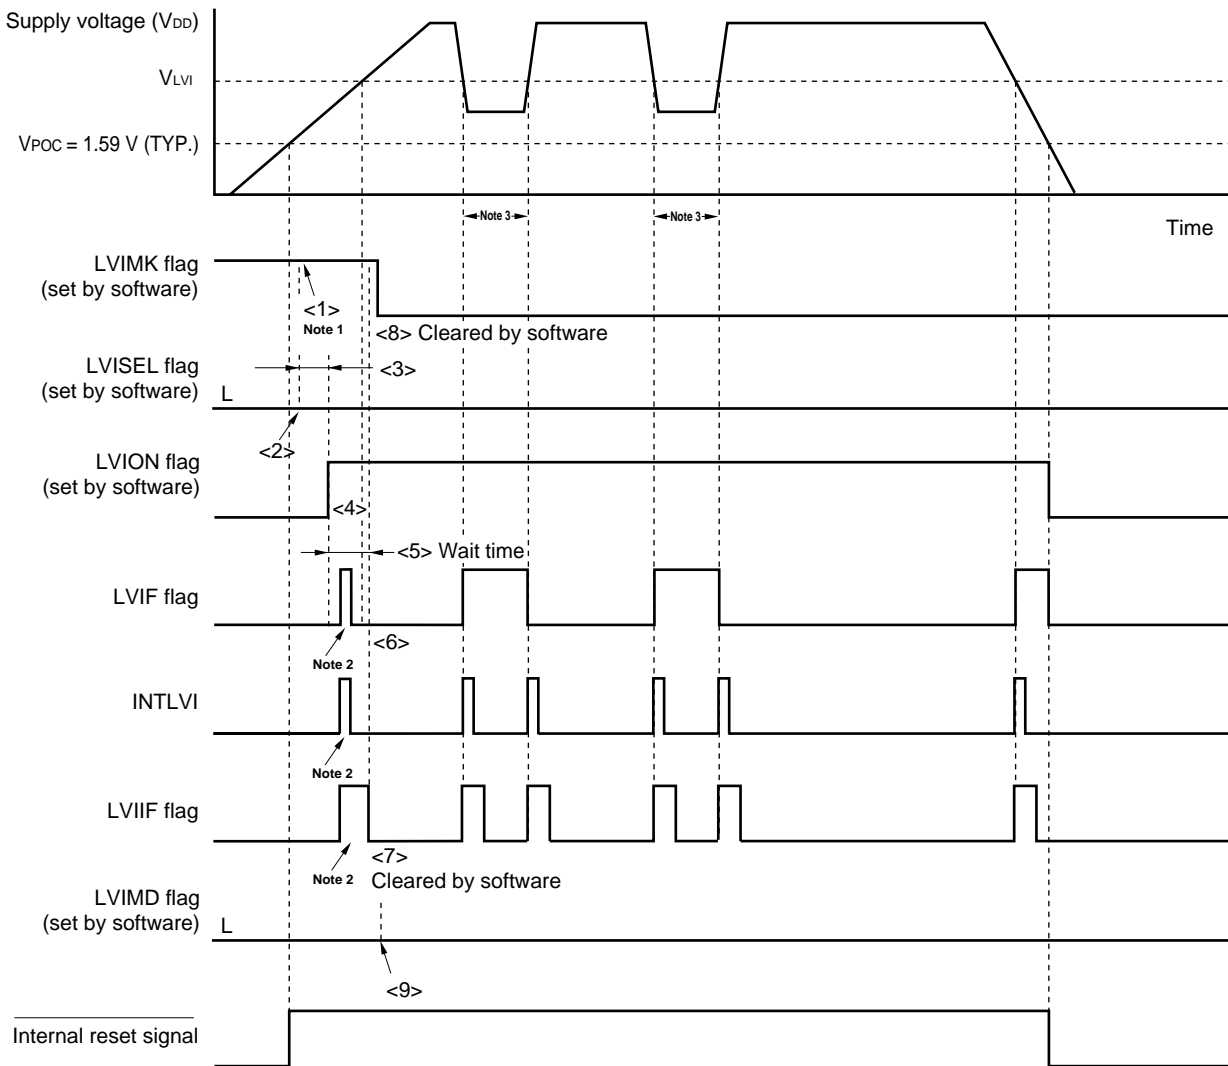 Supply voltage (VDD)
VLVI
VPOC = 1.59 V (TYP.)
Note 3
Note 3
Time
LVIMK flag
(set by software)
<1>
Note 1
<8> Cleared by software
LVISEL flag
(set by software)
L
<3>
<2>
LVION flag
(set by software)
<4>
<5> Wait time
LVIF flag
<6>
Note 2
INTLVI
Note 2
LVIIF flag
<7>
Note 2
Cleared by software
LVIMD flag
(set by software)
L
<9>
Internal reset signal